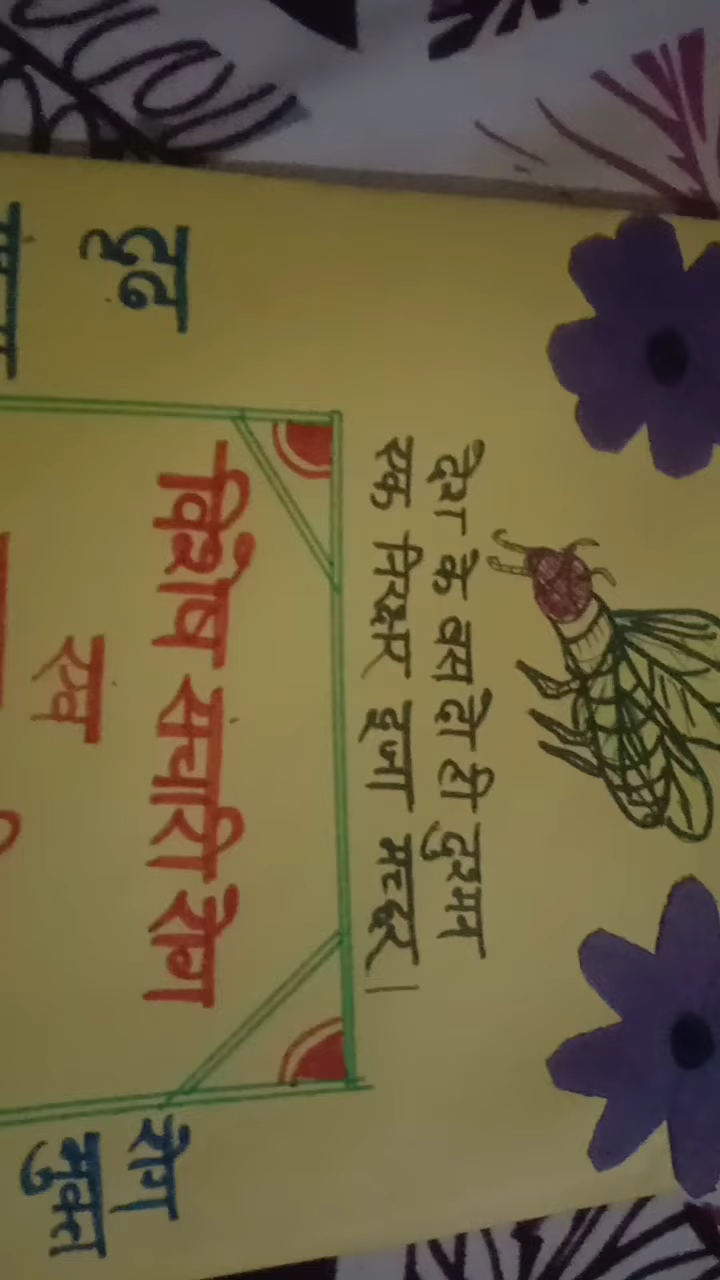 देश के बस दो ही दुश्मन
एक निरक्षर दूजा मच्छर।
विशेष संचारी रोग
एवं
रोग
मुक्त